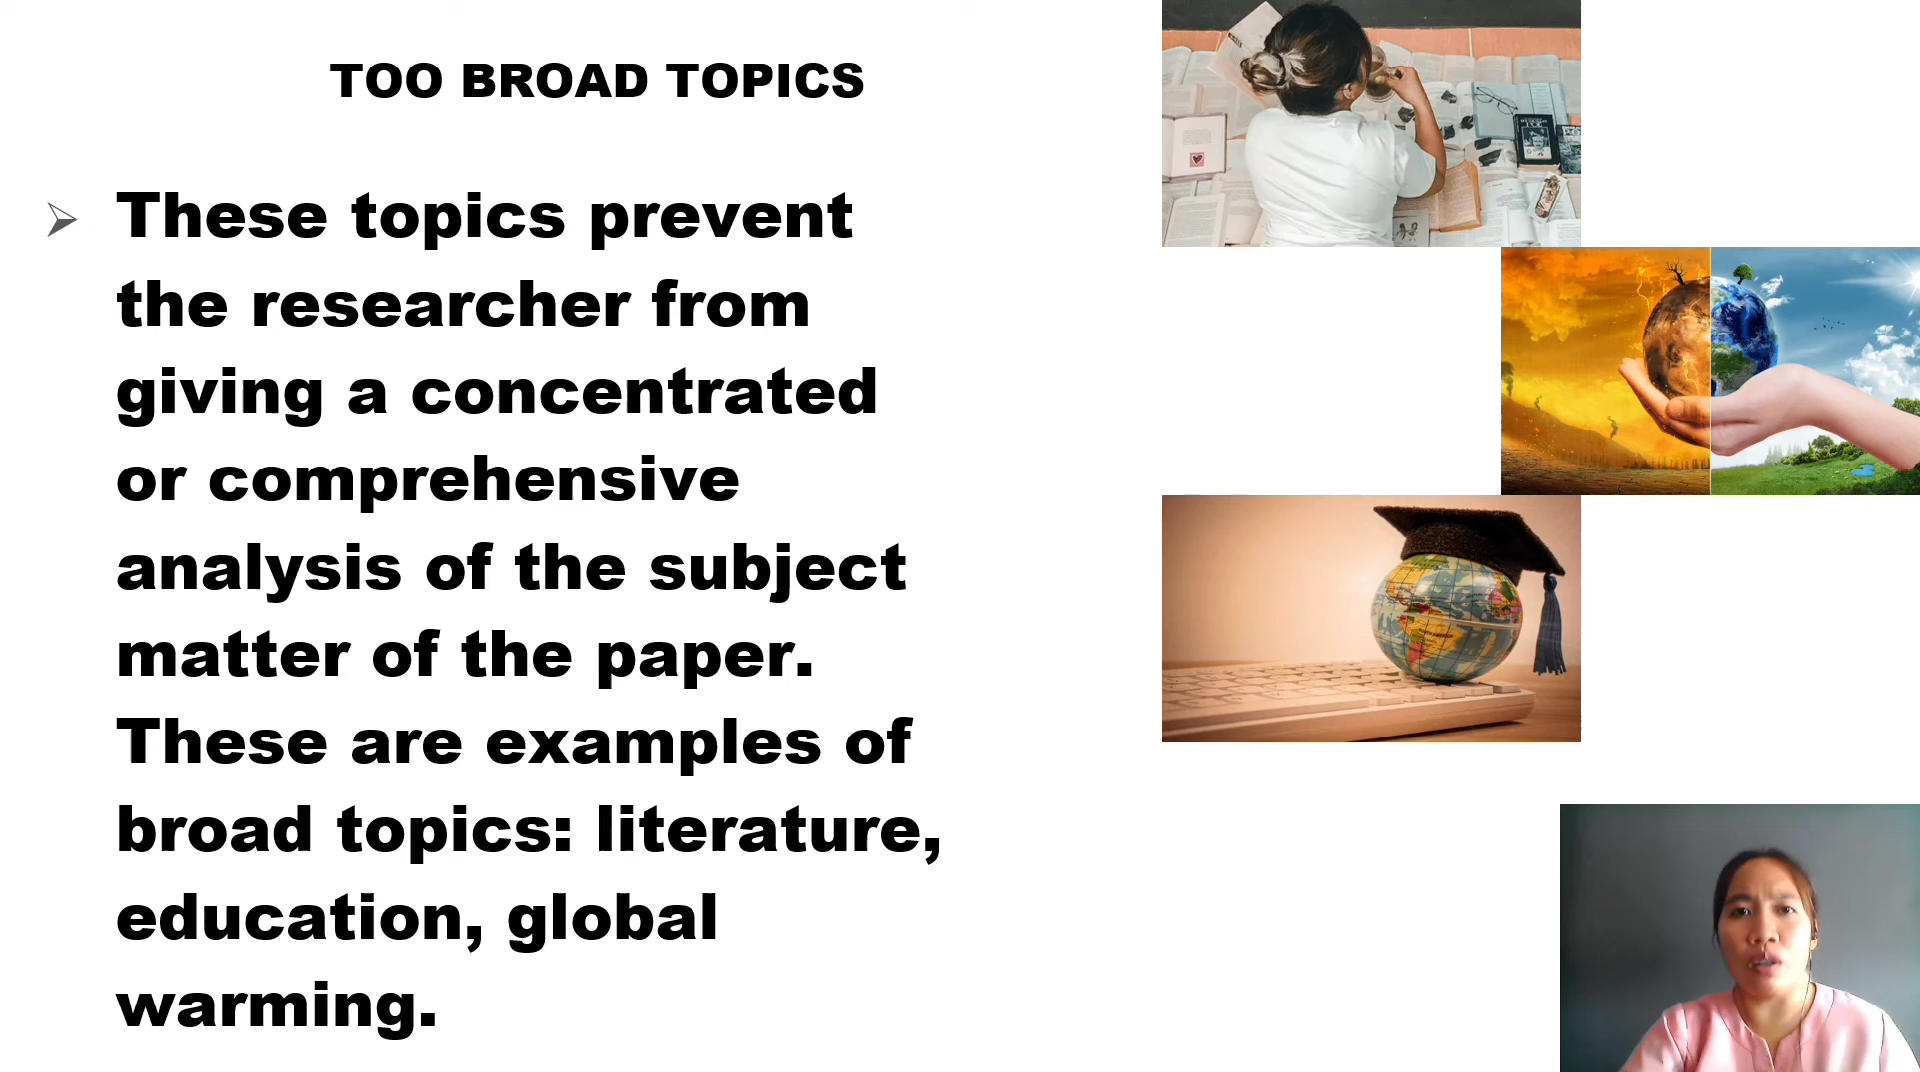 TOO BROAD TOPICS
These topics prevent
the researcher from
giving a concentrated
or comprehensive
analysis of the subject
matter of the paper.
These are examples of
broad topics: literature,
education, global
warming.